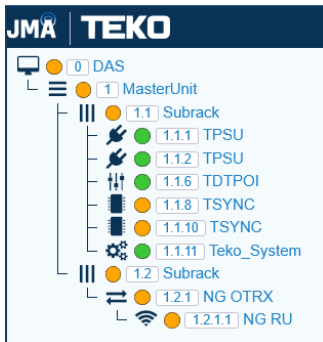 JMA TEKO
0 DAS
1 MasterUnit
1.1 Subrack
1.1.1 TPSU
1.1.2 TPSU
1.1.6 TDTPOI
1.1.8 TSYNC
1.1.10 TSYNC
1.1.11 Teko_System
1.2 Subrack
1.2.1 NG OTRX
1.2.1.1 NG RU